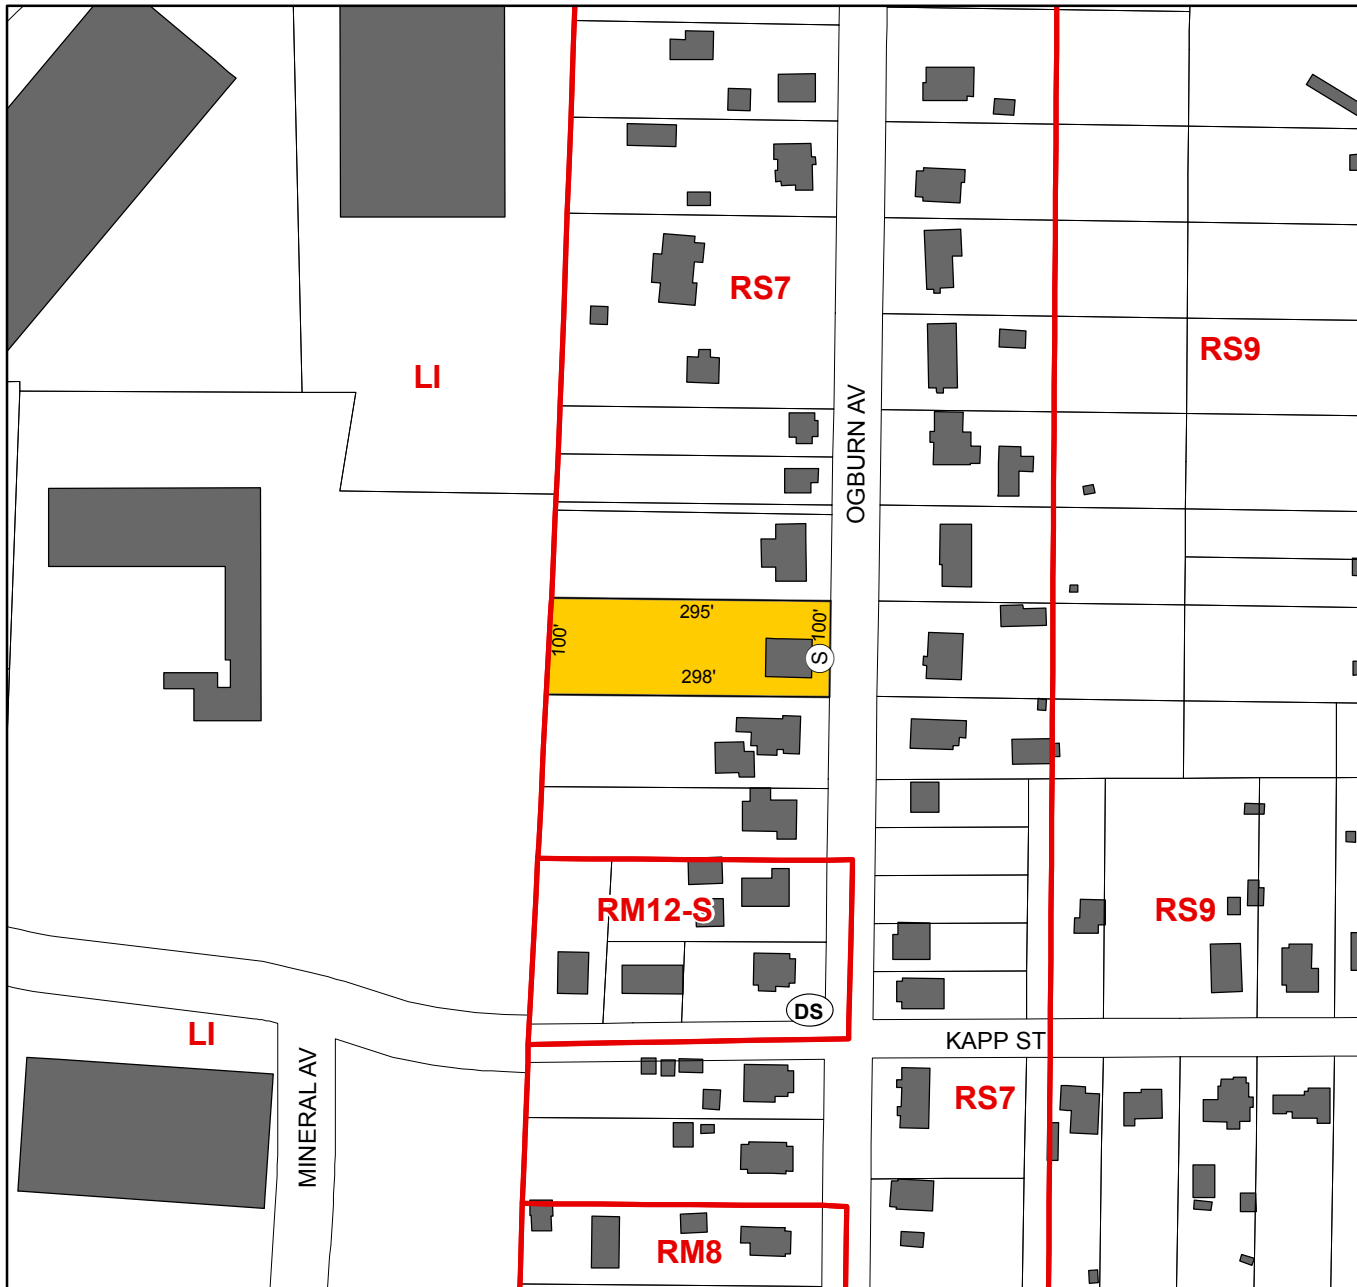 RS7
RS9
LI
OGBURN AV
295'
100'
100'
S
298'
RM12-S
RS9
DS
LI
KAPP ST
MINERAL AV
RS7
RM8